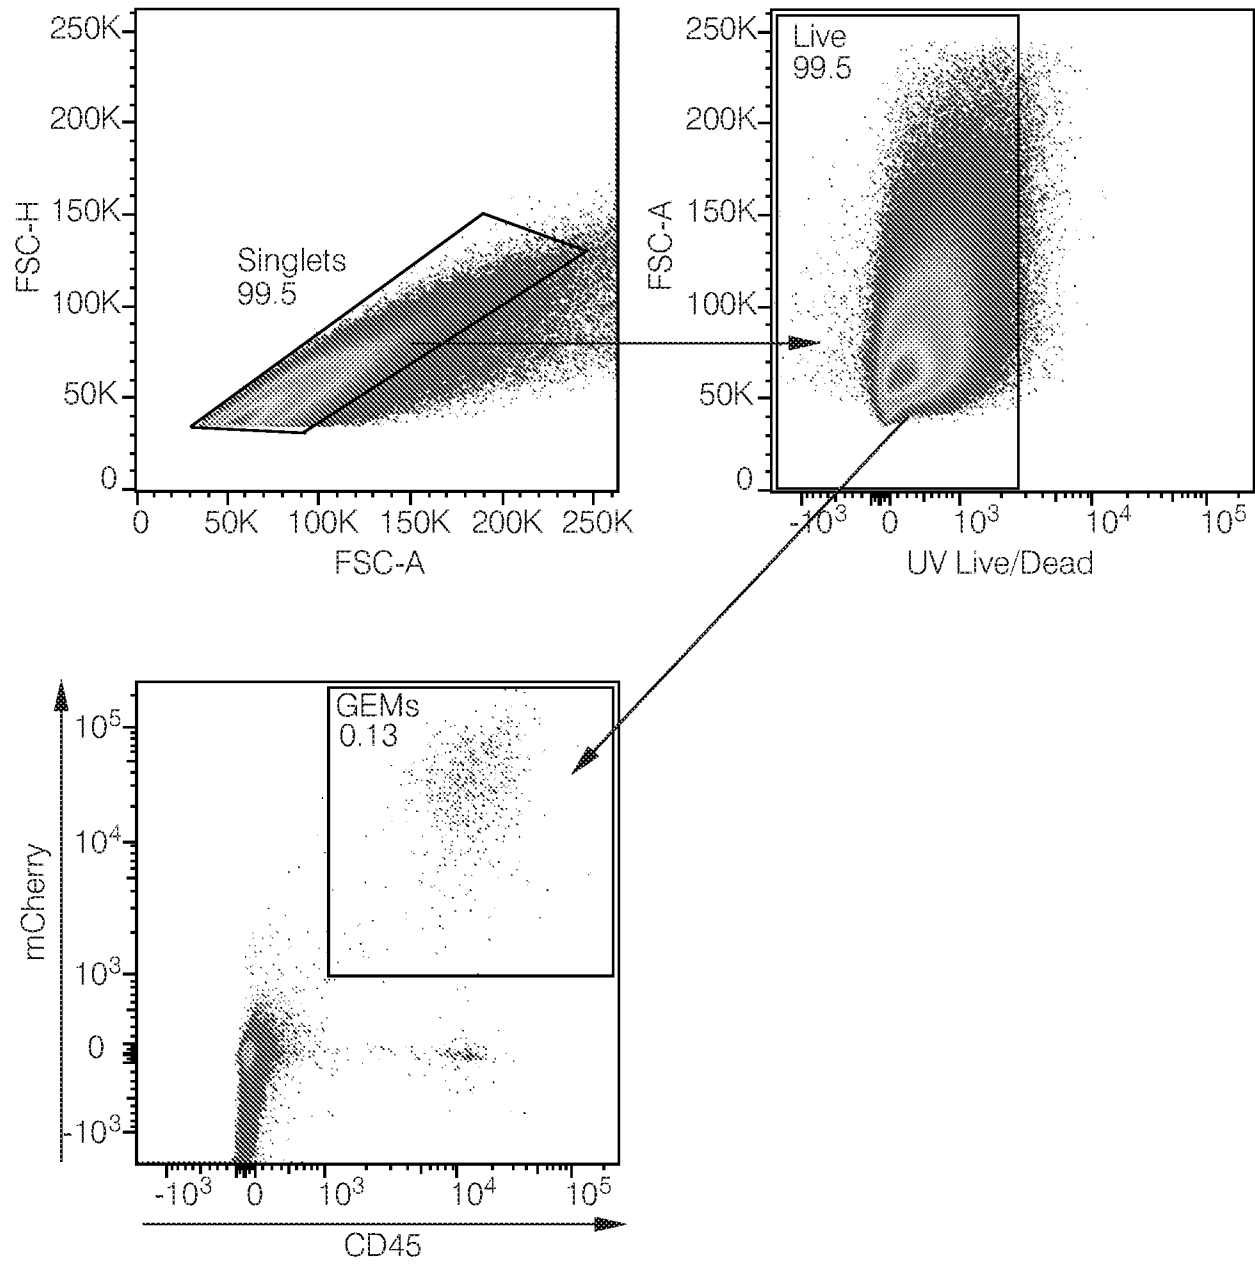 250K
200K
150K
100K
50K
0
FSC-H
Singlets
99.5
0 50K 100K 150K 200K 250K
FSC-A
250K
200K
150K
100K
50K
0
FSC-A
Live
99.5
-10³ 0 10³ 10⁴ 10⁵
UV Live/Dead
10⁵
10⁴
10³
0
-10³
mCherry
GEMs
0.13
-10³ 0 10³ 10⁴ 10⁵
CD45